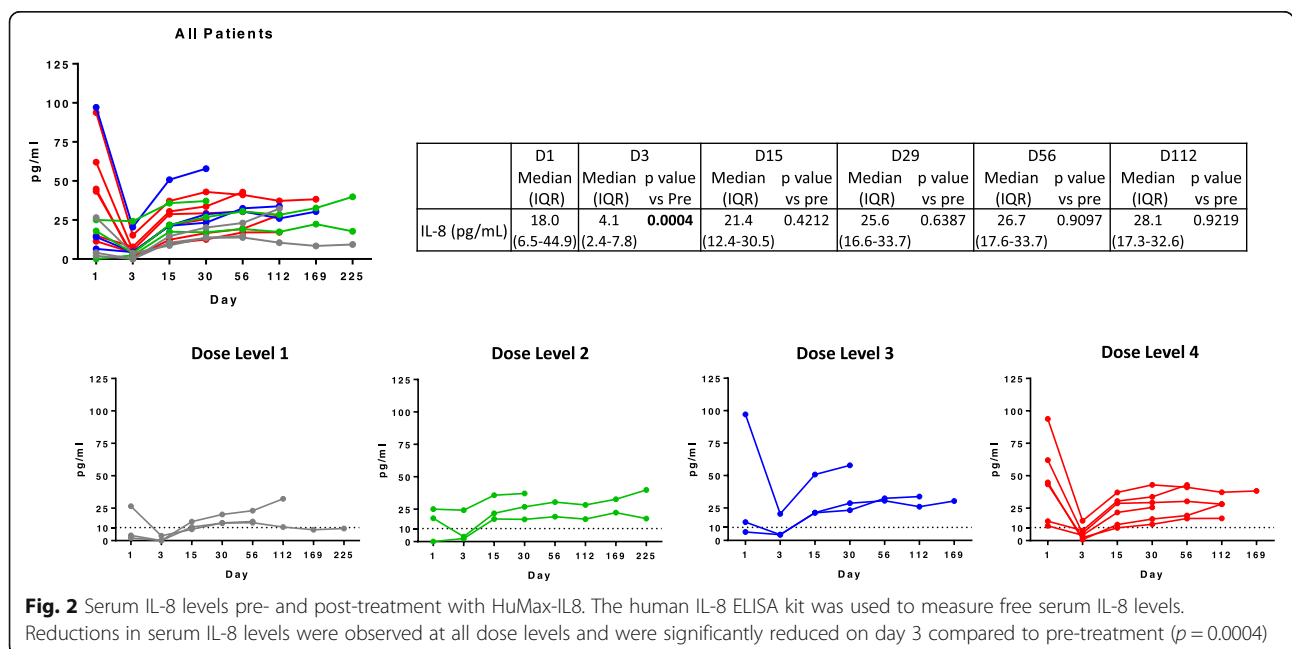 All Patients
125
100
75
50
25
0
pg/ml
1 3 15 30 56 112 169 225
Day
D1 D3 D15 D29 D56 D112
Median Median p value Median p value Median p value Median p value Median p value
(IQR) (IQR) vs Pre (IQR) vs pre (IQR) vs pre (IQR) vs pre (IQR) vs pre
IL-8 (pg/mL) 18.0 4.1 0.0004 21.4 0.4212 25.6 0.6387 26.7 0.9097 28.1 0.9219
(6.5-44.9) (2.4-7.8) (12.4-30.5) (16.6-33.7) (17.6-33.7) (17.3-32.6)
Dose Level 1
125
100
75
50
25
10
0
pg/ml
1 3 15 30 56 112 169 225
Day
Dose Level 2
125
100
75
50
25
10
0
pg/ml
1 3 15 30 56 112 169 225
Day
Dose Level 3
125
100
75
50
25
10
0
pg/ml
1 3 15 30 56 112 169
Day
Dose Level 4
125
100
75
50
25
10
0
pg/ml
1 3 15 30 56 112 169
Day
Fig. 2 Serum IL-8 levels pre- and post-treatment with HuMax-IL8. The human IL-8 ELISA kit was used to measure free serum IL-8 levels.
Reductions in serum IL-8 levels were observed at all dose levels and were significantly reduced on day 3 compared to pre-treatment (p = 0.0004)